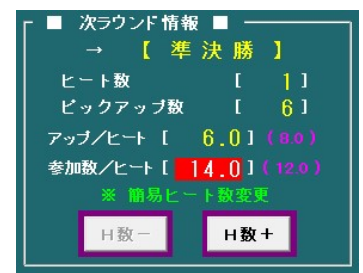 ■ 次ラウンド情報 ■
→ 【 準決勝 】
ヒート数 [ 1 ]
ピックアップ数 [ 6 ]
アップ/ヒート [ 6.0 ] (8.0)
参加数/ヒート [ 14.0 ] (12.0)
※ 簡易ヒート数変更
H数－ H数＋